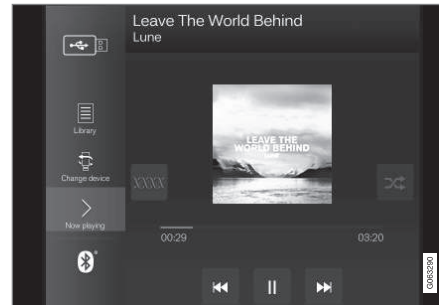 Leave The World Behind
Lune
Library
Change device
Now playing
LEAVE THE
WORLD BEHIND
LUNE
XXXX
00:29
03:20
G063290